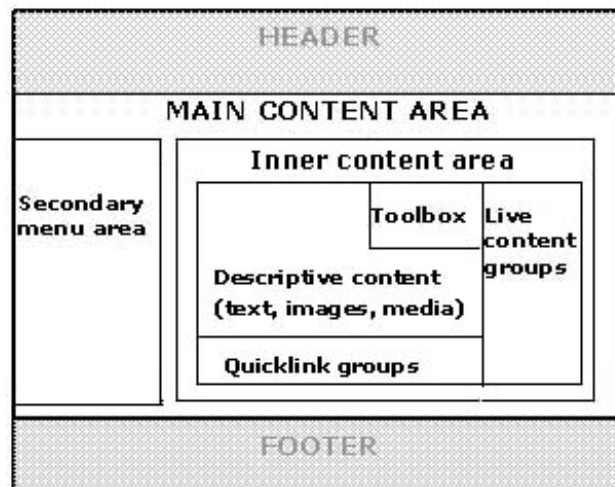 HEADER
MAIN CONTENT AREA
Inner content area
Secondary
menu area
Toolbox
Live
content
groups
Descriptive content
(text, images, media)
Quicklink groups
FOOTER